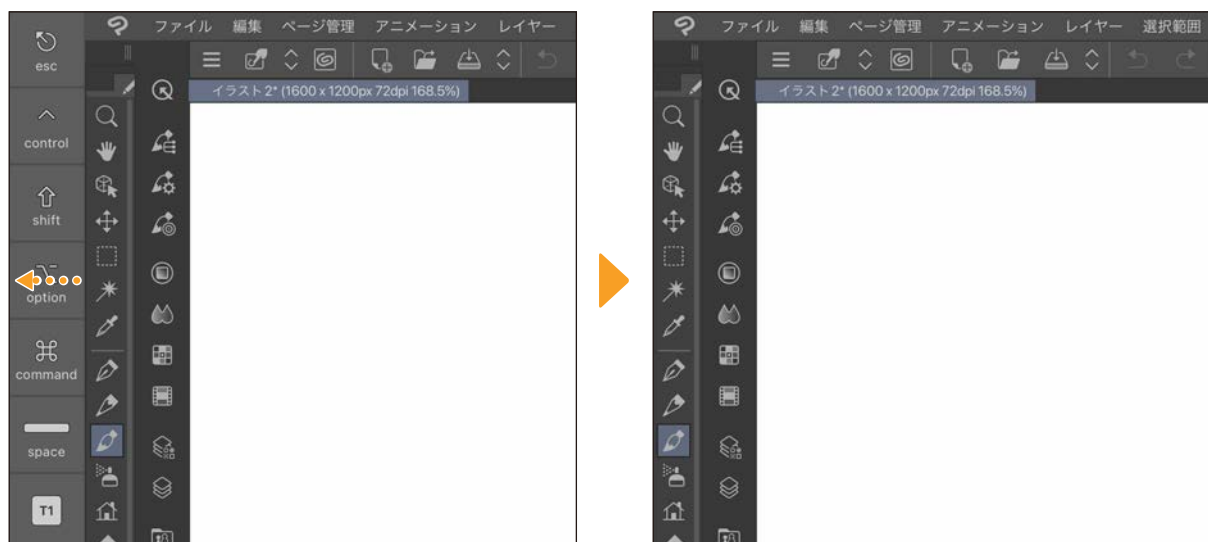 esc
control
shift
option
command
space
T1
ファイル 編集 ページ管理 アニメーション レイヤー
イラスト 2* (1600 x 1200px 72dpi 168.5%)
ファイル 編集 ページ管理 アニメーション レイヤー 選択範囲
イラスト 2* (1600 x 1200px 72dpi 168.5%)